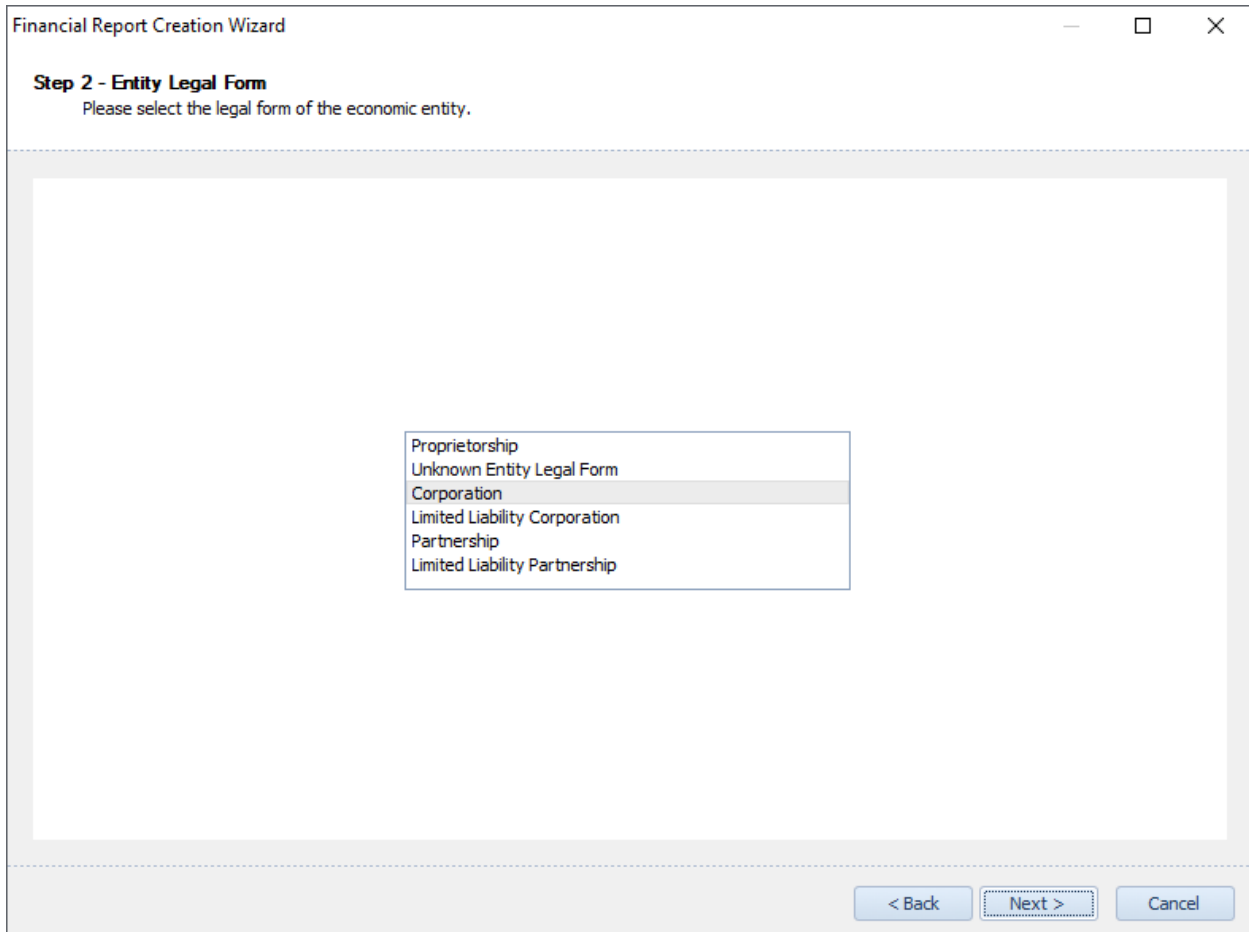 Financial Report Creation Wizard
Step 2 - Entity Legal Form
Please select the legal form of the economic entity.
Proprietorship
Unknown Entity Legal Form
Corporation
Limited Liability Corporation
Partnership
Limited Liability Partnership
< Back Next > Cancel